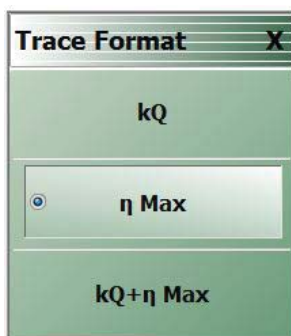 Trace Format X
kQ
η Max
kQ+η Max